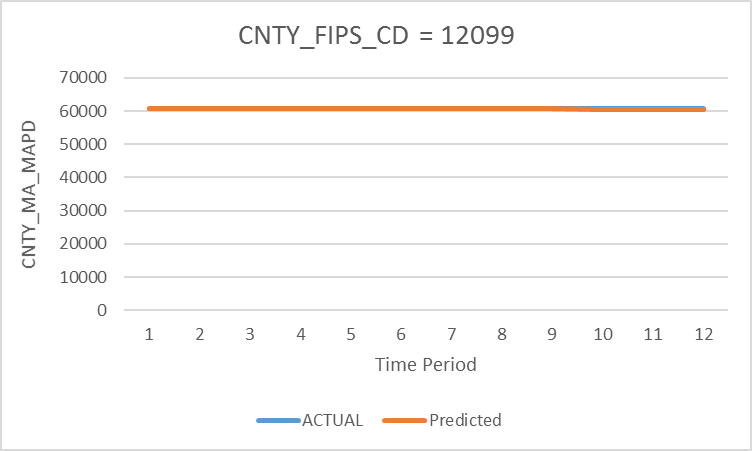 CNTY_FIPS_CD = 12099
CNTY_MA_MAPD
70000
60000
50000
40000
30000
20000
10000
0
1 2 3 4 5 6 7 8 9 10 11 12
Time Period
ACTUAL Predicted